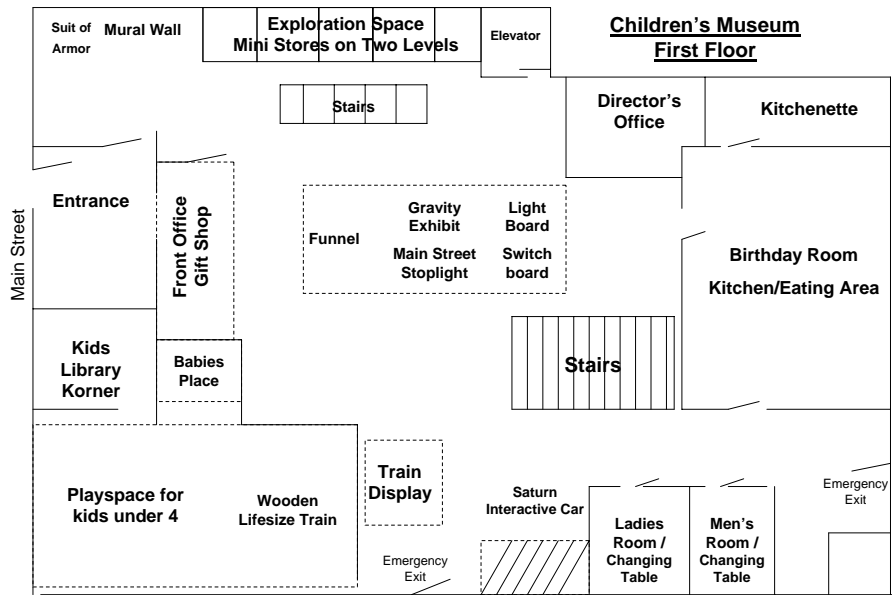 Children's Museum
First Floor
Suit of
Armor
Mural Wall
Exploration Space
Mini Stores on Two Levels
Elevator
Stairs
Director's
Office
Kitchenette
Main Street
Entrance
Front Office
Gift Shop
Funnel
Gravity
Exhibit
Light
Board
Main Street
Stoplight
Switch
board
Birthday Room
Kitchen/Eating Area
Kids
Library
Korner
Babies
Place
Stairs
Playspace for
kids under 4
Wooden
Lifesize Train
Train
Display
Saturn
Interactive Car
Emergency
Exit
Ladies
Room /
Changing
Table
Men's
Room /
Changing
Table
Emergency
Exit